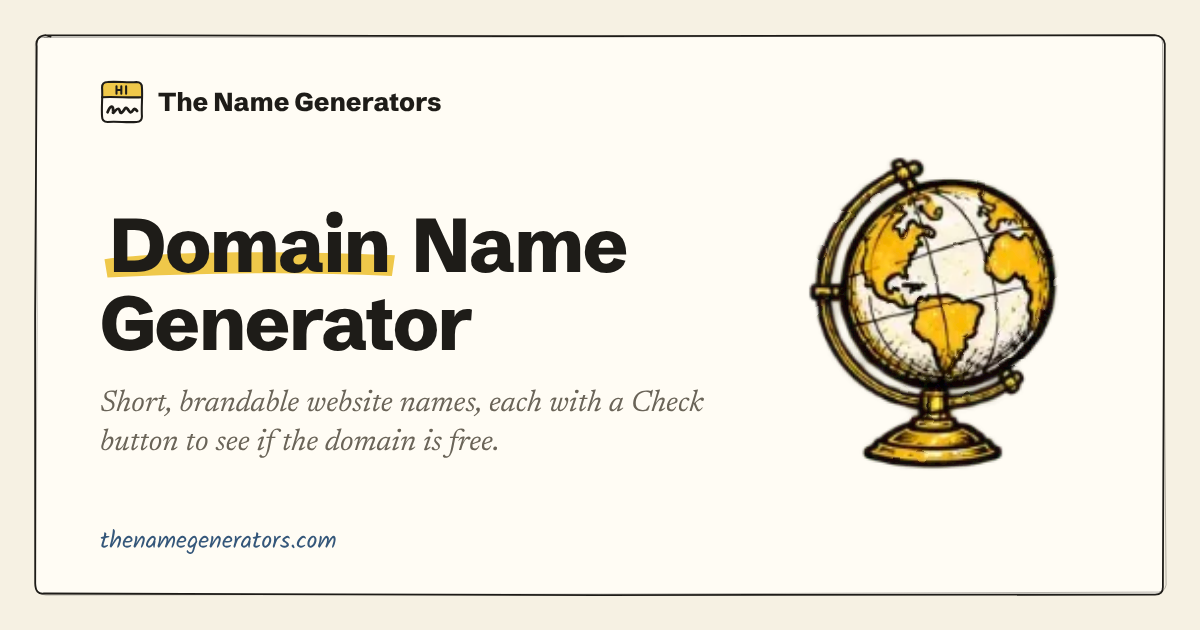 HI
The Name Generators
Domain Name
Generator
Short, brandable website names, each with a Check
button to see if the domain is free.
thenamegenerators.com